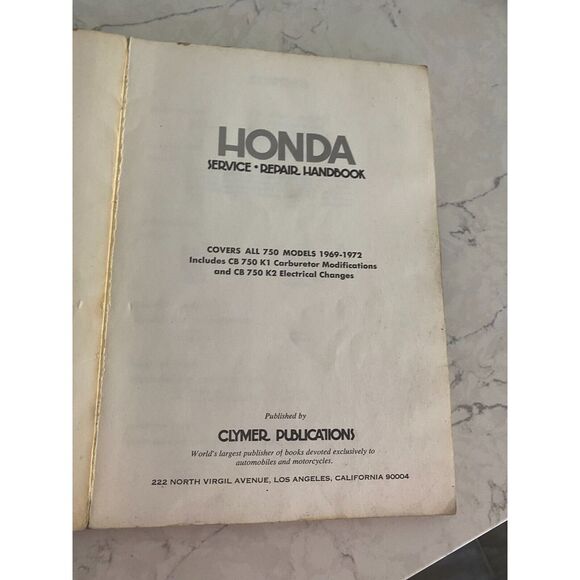 HONDA
SERVICE • REPAIR HANDBOOK
COVERS ALL 750 MODELS 1969-1972
Includes CB 750 K1 Carburetor Modifications
and CB 750 K2 Electrical Changes
Published by
CLYMER PUBLICATIONS
World's largest publisher of books devoted exclusively to
automobiles and motorcycles.
222 NORTH VIRGIL AVENUE, LOS ANGELES, CALIFORNIA 90004